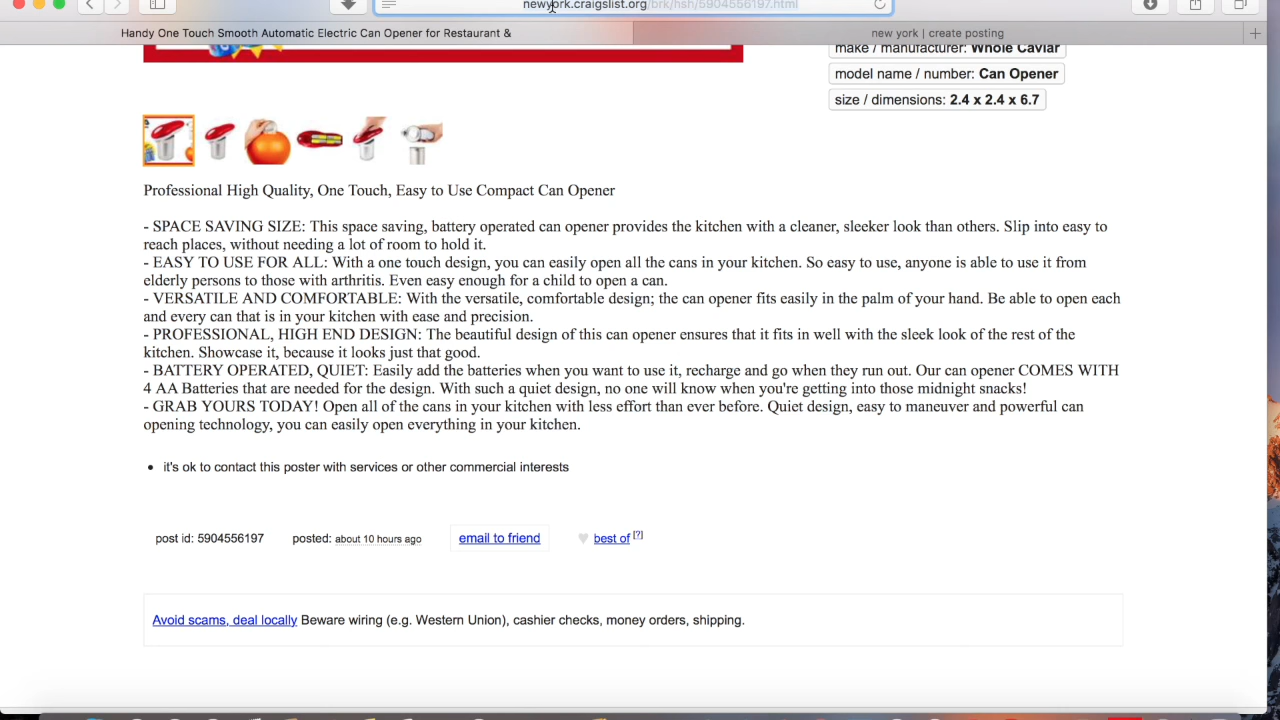 newyork.craigslist.org/brk/hsh/5904556197.html
Handy One Touch Smooth Automatic Electric Can Opener for Restaurant &
new york | create posting
make / manufacturer: Whole Caviar
model name / number: Can Opener
size / dimensions: 2.4 x 2.4 x 6.7
Professional High Quality, One Touch, Easy to Use Compact Can Opener
- SPACE SAVING SIZE: This space saving, battery operated can opener provides the kitchen with a cleaner, sleeker look than others. Slip into easy to
reach places, without needing a lot of room to hold it.
- EASY TO USE FOR ALL: With a one touch design, you can easily open all the cans in your kitchen. So easy to use, anyone is able to use it from
elderly persons to those with arthritis. Even easy enough for a child to open a can.
- VERSATILE AND COMFORTABLE: With the versatile, comfortable design; the can opener fits easily in the palm of your hand. Be able to open each
and every can that is in your kitchen with ease and precision.
- PROFESSIONAL, HIGH END DESIGN: The beautiful design of this can opener ensures that it fits in well with the sleek look of the rest of the
kitchen. Showcase it, because it looks just that good.
- BATTERY OPERATED, QUIET: Easily add the batteries when you want to use it, recharge and go when they run out. Our can opener COMES WITH
4 AA Batteries that are needed for the design. With such a quiet design, no one will know when you're getting into those midnight snacks!
- GRAB YOURS TODAY! Open all of the cans in your kitchen with less effort than ever before. Quiet design, easy to maneuver and powerful can
opening technology, you can easily open everything in your kitchen.
• it's ok to contact this poster with services or other commercial interests
post id: 5904556197 posted: about 10 hours ago email to friend best of [?]
Avoid scams, deal locally Beware wiring (e.g. Western Union), cashier checks, money orders, shipping.